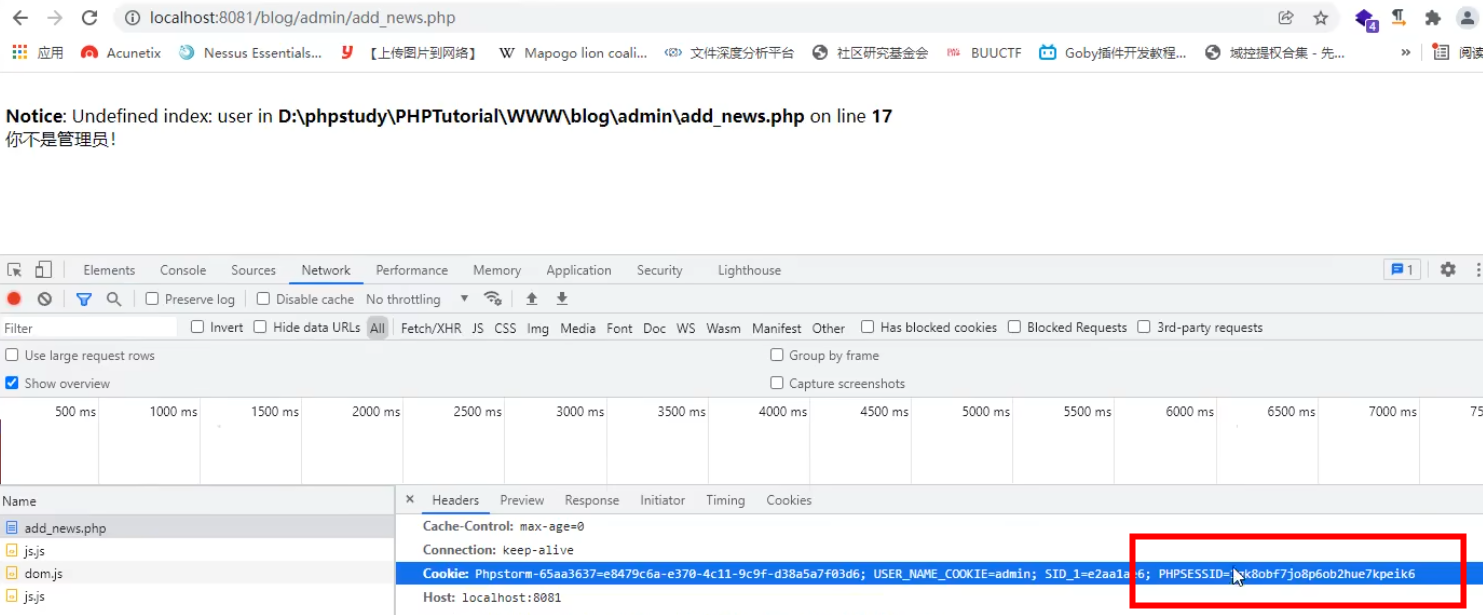 localhost:8081/blog/admin/add_news.php
应用 Acunetix Nessus Essentials... 【上传图片到网络】 W Mapogo lion coali... 文件深度分析平台 社区研究基金会 BUUCTF Goby插件开发教程... 域控提权合集 - 先... » 阅读
Notice: Undefined index: user in D:\phpstudy\PHPTutorial\WWW\blog\admin\add_news.php on line 17
你不是管理员!
Elements Console Sources Network Performance Memory Application Security Lighthouse 1
Preserve log Disable cache No throttling
Filter Invert Hide data URLs All Fetch/XHR JS CSS Img Media Font Doc WS Wasm Manifest Other Has blocked cookies Blocked Requests 3rd-party requests
Use large request rows Group by frame
Show overview Capture screenshots
500 ms 1000 ms 1500 ms 2000 ms 2500 ms 3000 ms 3500 ms 4000 ms 4500 ms 5000 ms 5500 ms 6000 ms 6500 ms 7000 ms 75
Name × Headers Preview Response Initiator Timing Cookies
add_news.php
js.js
dom.js
js.js
Cache-Control: max-age=0
Connection: keep-alive
Cookie: Phpstorm-65aa3637=e8479c6a-e370-4c11-9c9f-d38a5a7f03d6; USER_NAME_COOKIE=admin; SID_1=e2aa1ae6;
Host: localhost:8081